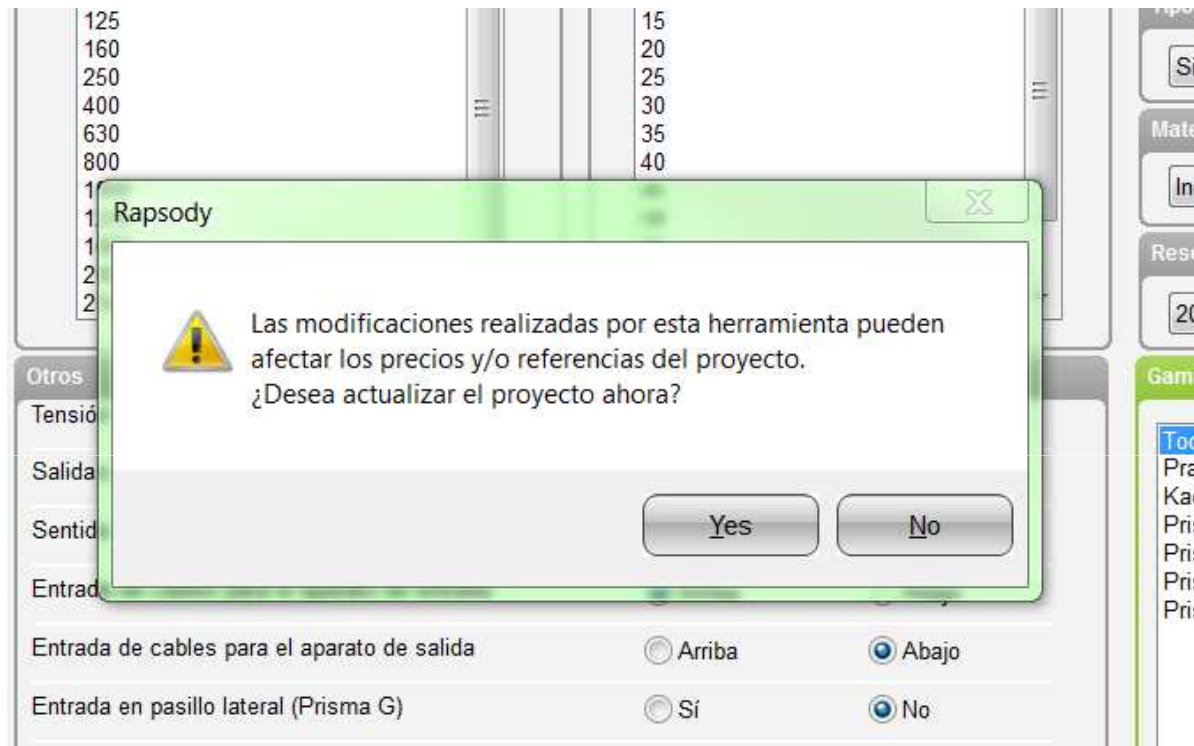 125
160
250
400
630
800
15
20
25
30
35
40
Rapsody
Las modificaciones realizadas por esta herramienta pueden
afectar los precios y/o referencias del proyecto.
¿Desea actualizar el proyecto ahora?
Yes
No
Otros
Entrada de cables para el aparato de salida
Arriba
Abajo
Entrada en pasillo lateral (Prisma G)
Sí
No